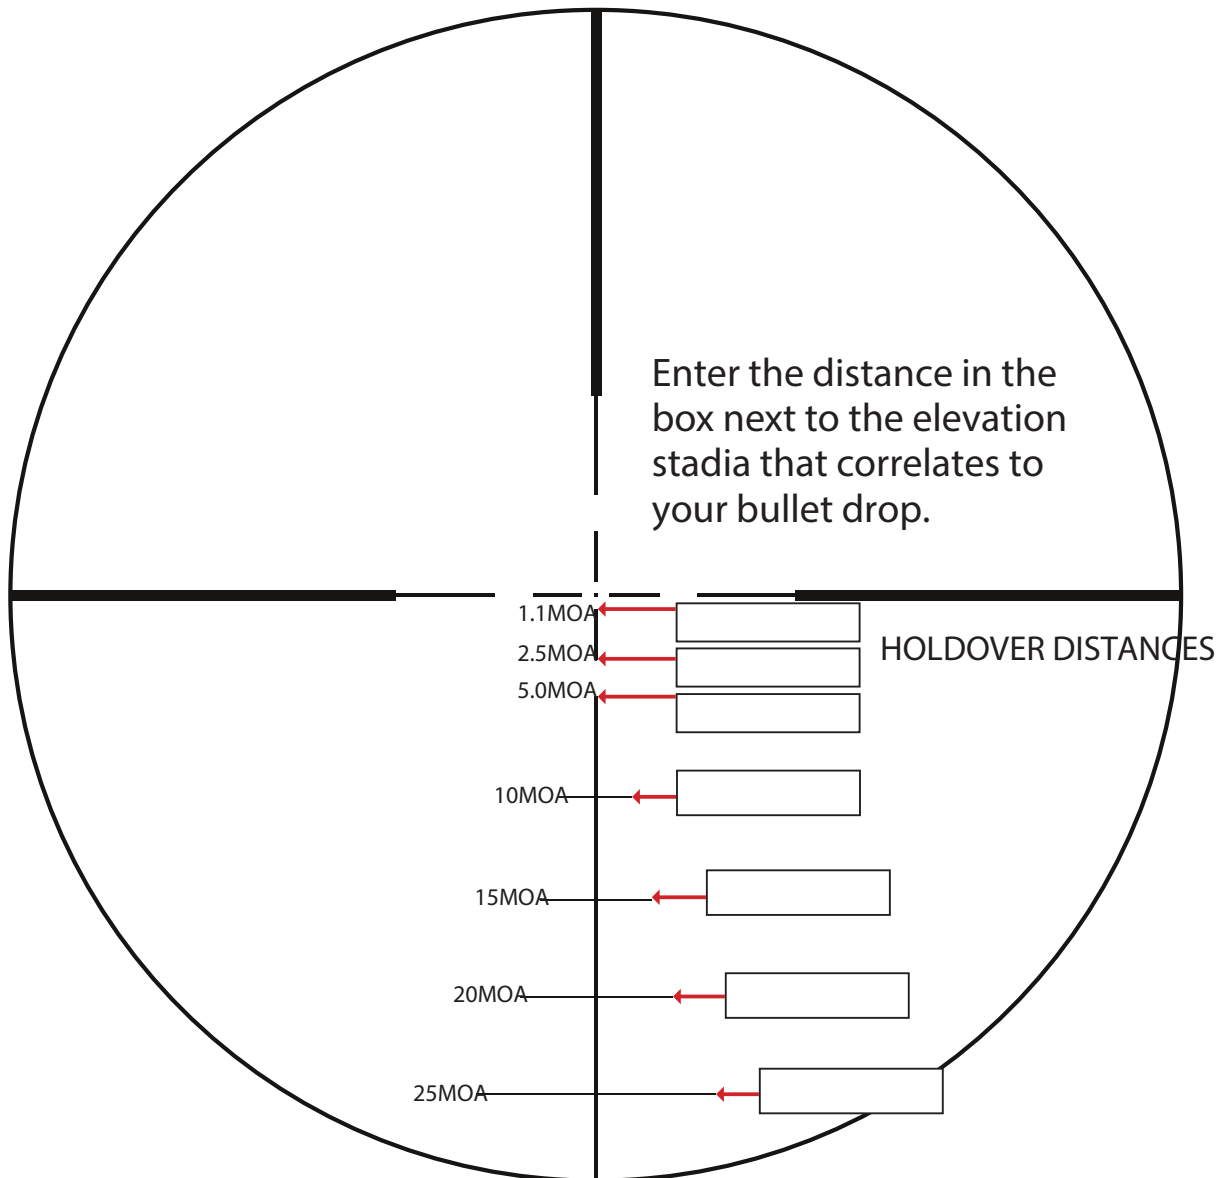 Enter the distance in the
box next to the elevation
stadia that correlates to
your bullet drop.
1.1MOA
HOLDOVER DISTANCES
2.5MOA
5.0MOA
10MOA
15MOA
20MOA
25MOA